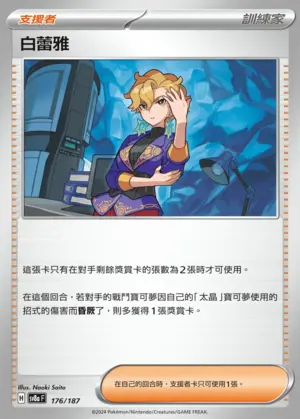 支援者
訓練家
白蕾雅
這張卡只有在對手剩餘獎賞卡的張數為2張時才可使用。
在這個回合,若對手的戰鬥寶可夢因自己的「太晶」寶可夢使用的
招式的傷害而昏厥了,則多獲得1張獎賞卡。
Illus. Naoki Saito
在自己的回合時,支援者卡只可使用1張。
H sv8a F 176/187
©2024 Pokémon/Nintendo/Creatures/GAME FREAK.